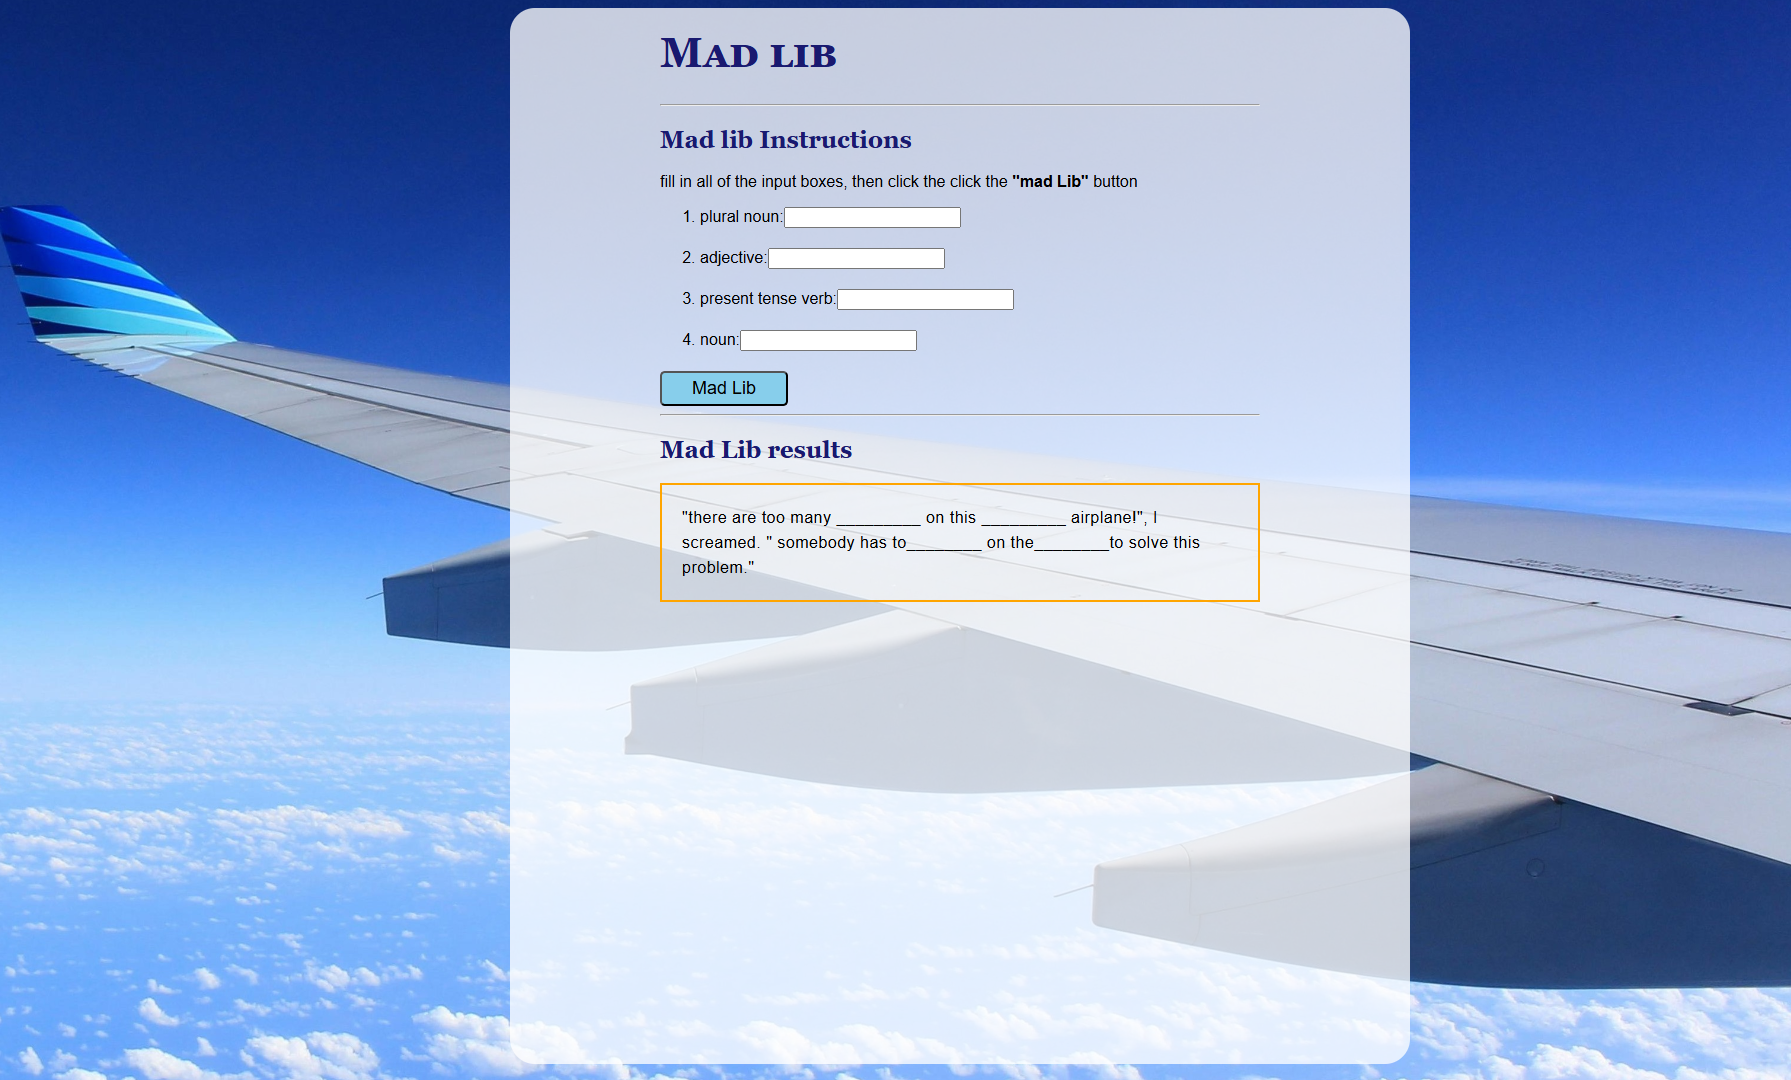 Mad lib
Mad lib Instructions
fill in all of the input boxes, then click the click the "mad Lib" button
1. plural noun:
2. adjective:
3. present tense verb:
4. noun:
Mad Lib
Mad Lib results
"there are too many _________ on this _________ airplane!", I
screamed. " somebody has to________ on the________to solve this
problem."